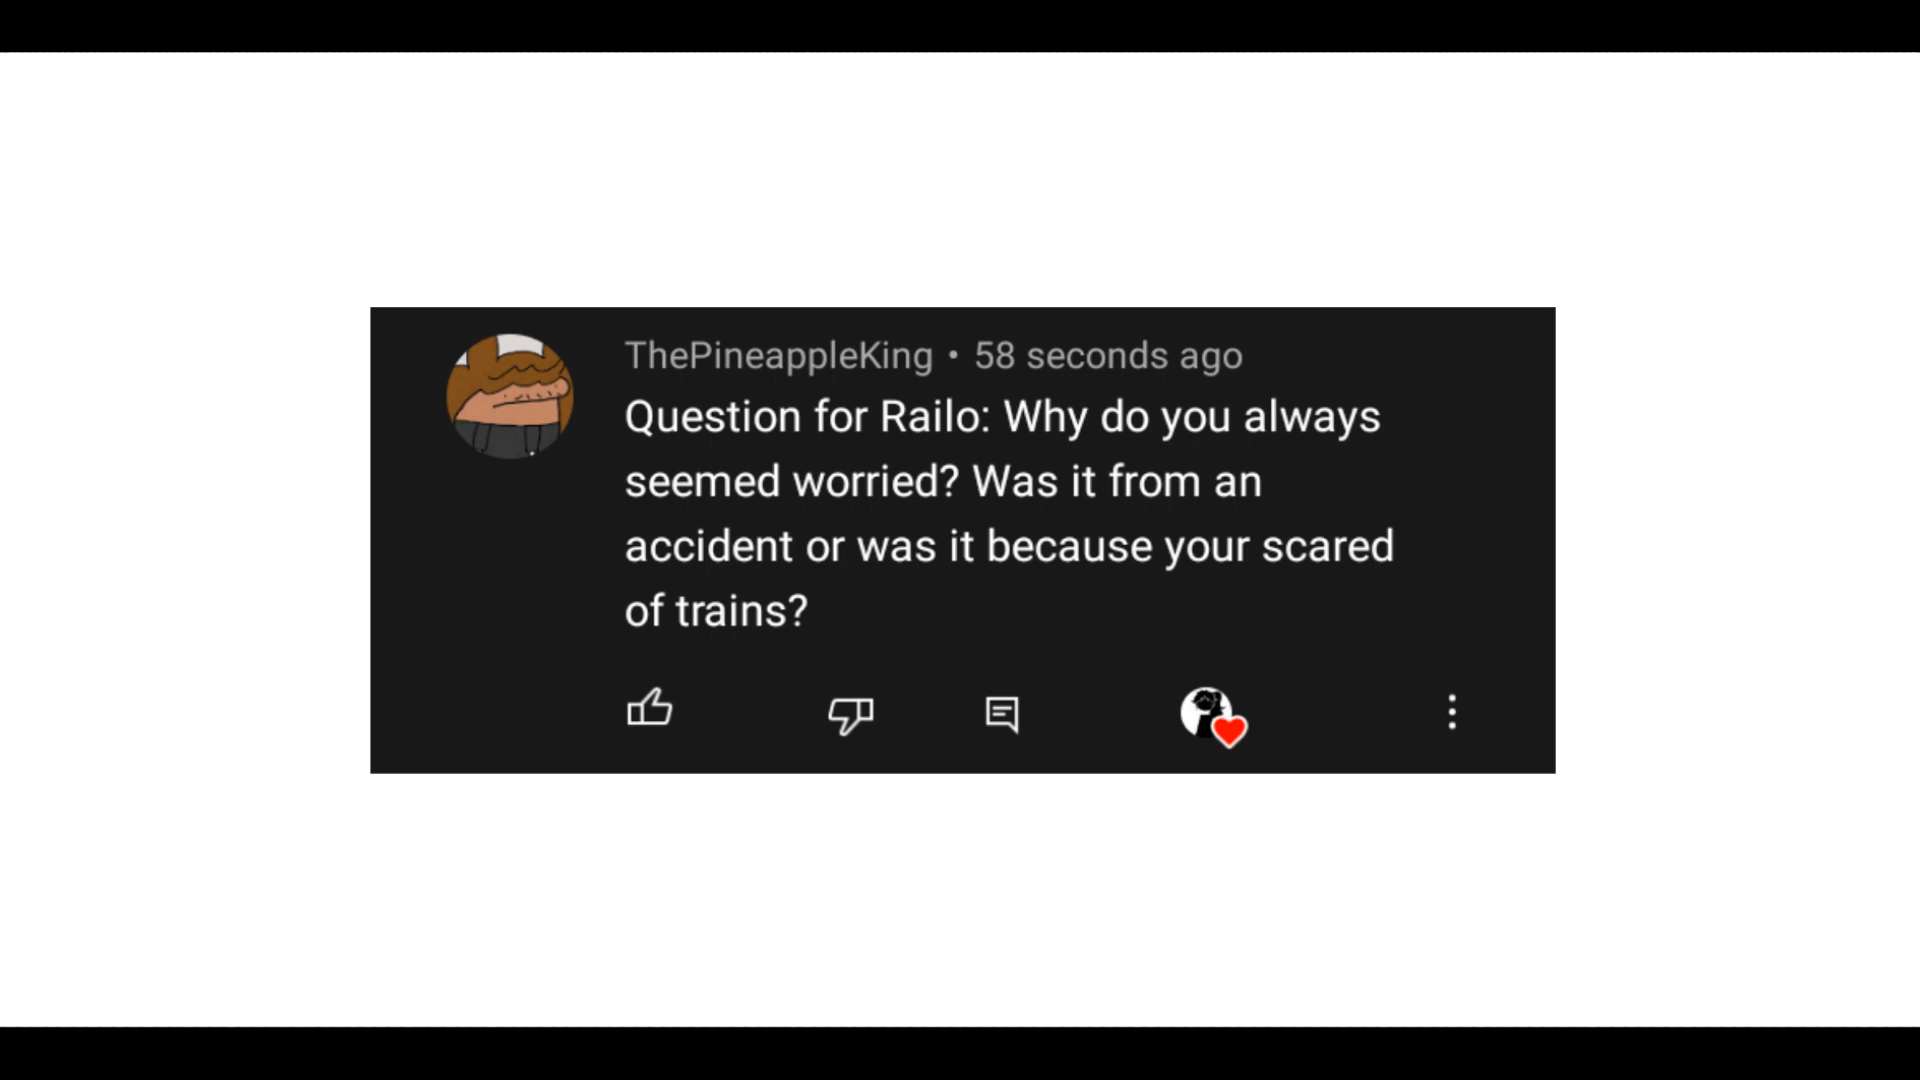 ThePineappleKing • 58 seconds ago
Question for Railo: Why do you always
seemed worried? Was it from an
accident or was it because your scared
of trains?